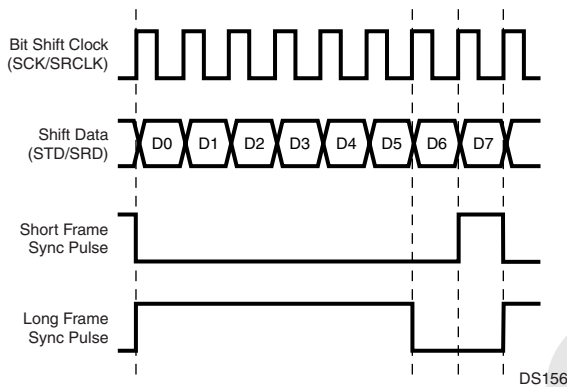 Bit Shift Clock
(SCK/SRCLK)
Shift Data
(STD/SRD)
D0 D1 D2 D3 D4 D5 D6 D7
Short Frame
Sync Pulse
Long Frame
Sync Pulse
DS156